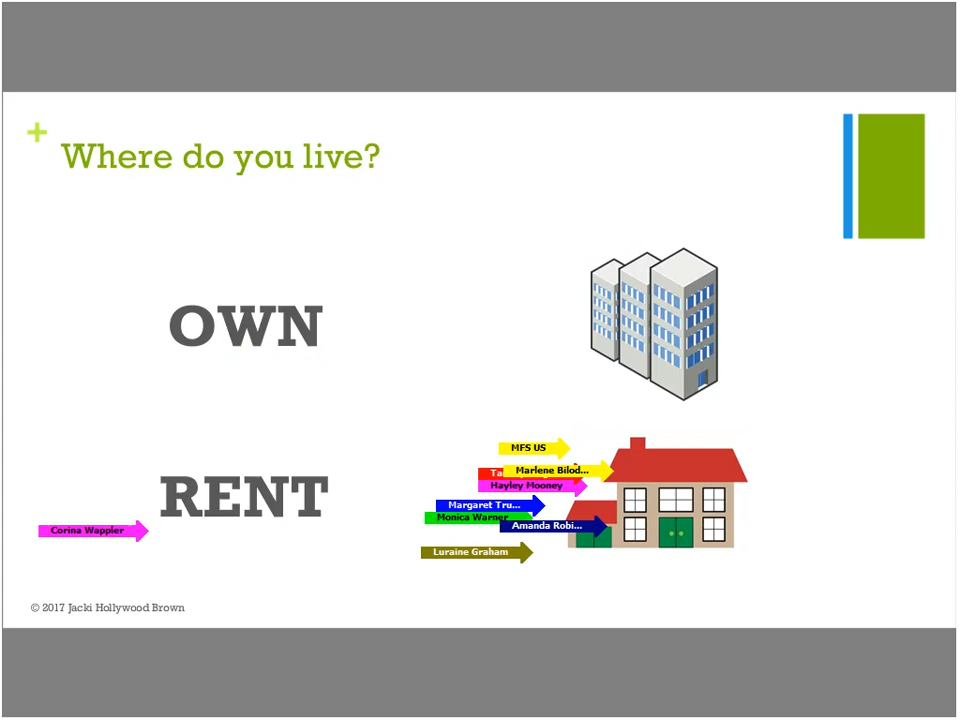 +
Where do you live?
OWN
RENT
MFS US
Marlene Bilod...
Hayley Mooney
Margaret Tru...
Monica Warner
Amanda Robi...
Corina Wappler
Luraine Graham
© 2017 Jacki Hollywood Brown